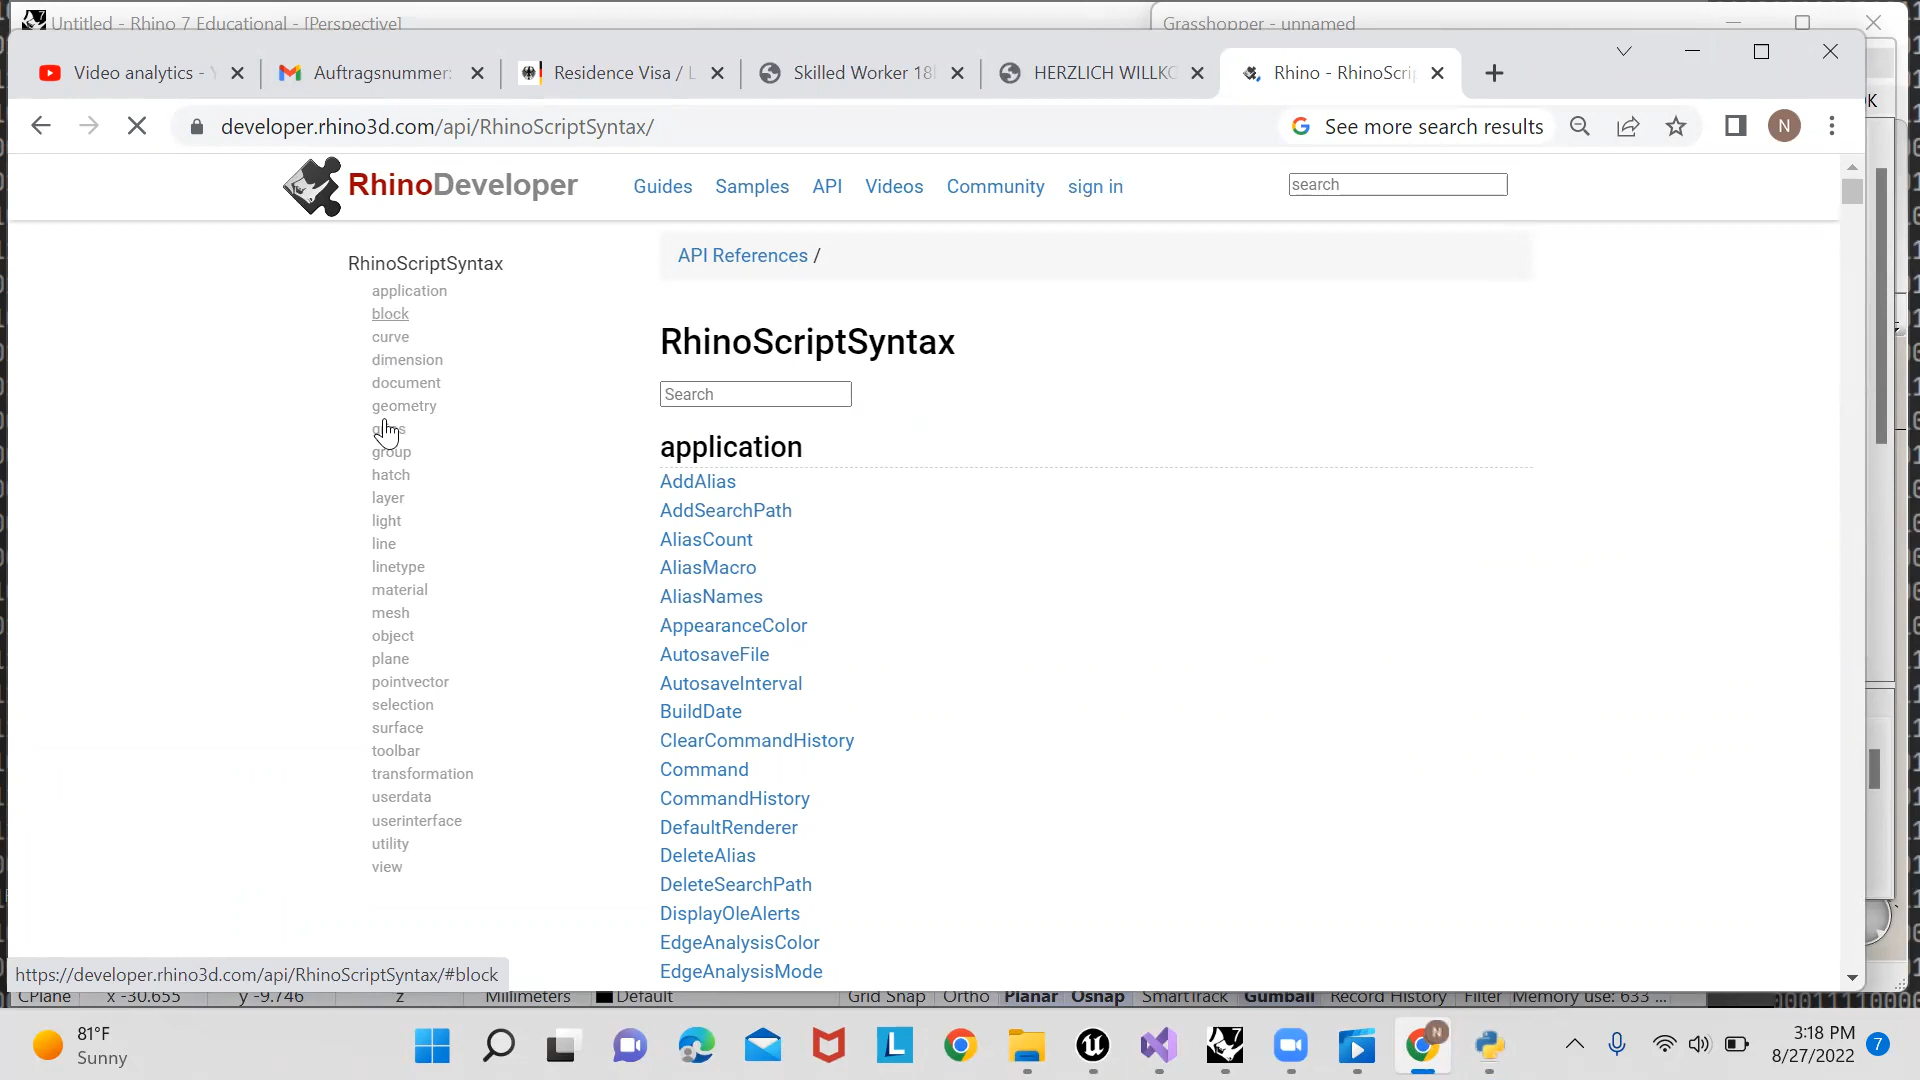 Untitled - Rhino 7 Educational - [Perspective]
Grasshopper - unnamed
Video analytics -
Auftragsnummer:
Residence Visa / L
Skilled Worker 18
HERZLICH WILLKO
Rhino - RhinoScrip
developer.rhino3d.com/api/RhinoScriptSyntax/
See more search results
N
RhinoDeveloper
Guides
Samples
API
Videos
Community
sign in
search
RhinoScriptSyntax
application
block
curve
dimension
document
geometry
group
hatch
layer
light
line
linetype
material
mesh
object
plane
pointvector
selection
surface
toolbar
transformation
userdata
userinterface
utility
view
API References /
RhinoScriptSyntax
Search
application
AddAlias
AddSearchPath
AliasCount
AliasMacro
AliasNames
AppearanceColor
AutosaveFile
AutosaveInterval
BuildDate
ClearCommandHistory
Command
CommandHistory
DefaultRenderer
DeleteAlias
DeleteSearchPath
DisplayOleAlerts
EdgeAnalysisColor
EdgeAnalysisMode
https://developer.rhino3d.com/api/RhinoScriptSyntax/#block
CPlane x -30.655 y -9.746 z Millimeters Default Grid Snap Ortho Planar Osnap SmartTrack Gumball Record History Filter Memory use: 633 ...
81°F
Sunny
3:18 PM
8/27/2022
7